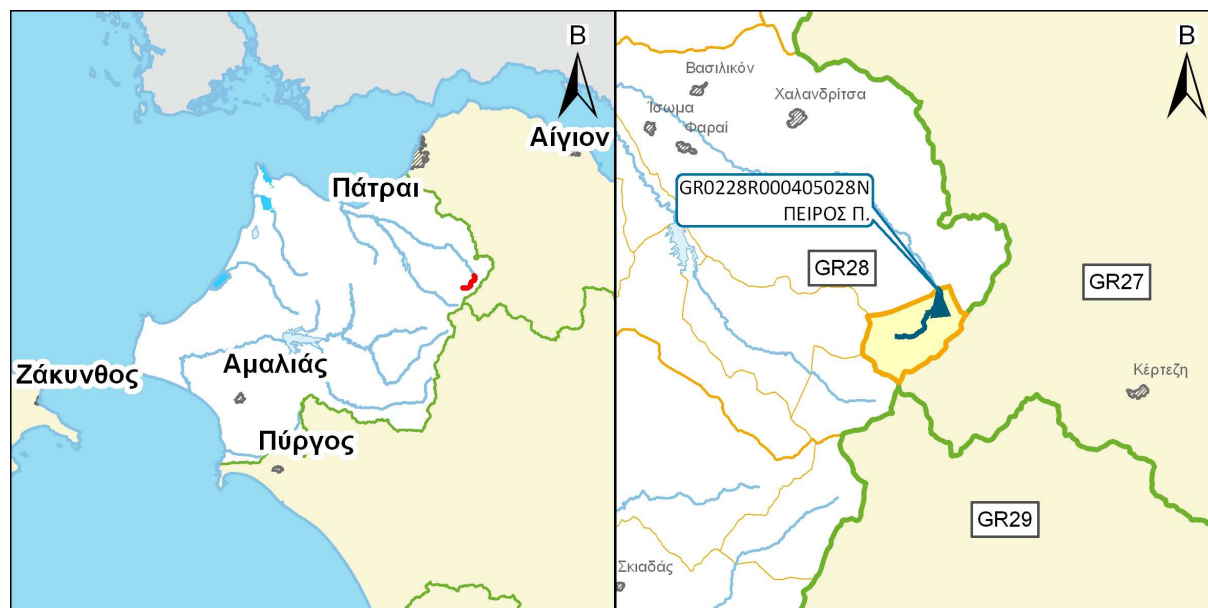 Β
Αίγιον
Πάτραι
Ζάκυνθος
Αμαλιάς
Πύργος
Β
Βασιλικόν
Χαλανδρίτσα
Ίσωμα
Φαραί
GR0228R000405028N
ΠΕΙΡΟΣ Π.
GR28
GR27
Κέρτεζη
GR29
Σκιαδάς